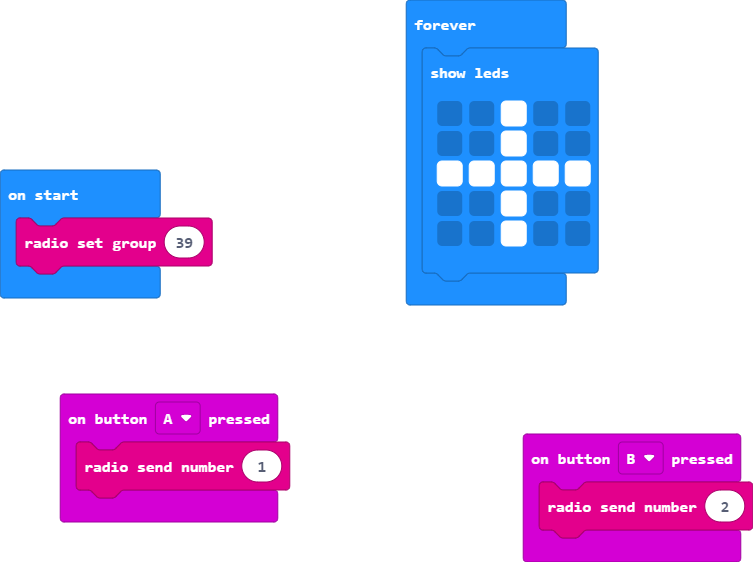 forever
show leds
on start
radio set group 39
on button A pressed
radio send number 1
on button B pressed
radio send number 2